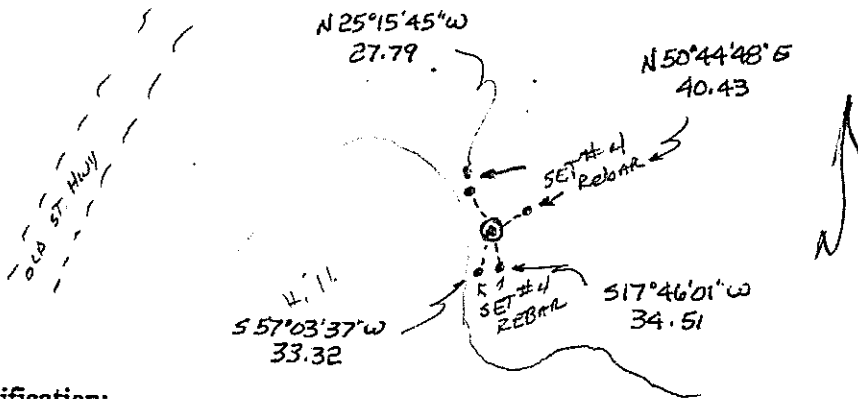 N 25°15'45"W
27.79
N 50°44'48"E
40.43
SET #4
REBAR
OLD ST. HWY
Hill
S 57°03'37"W
33.32
SET #4
REBAR
S17°46'01"W
34.51
N
ification: